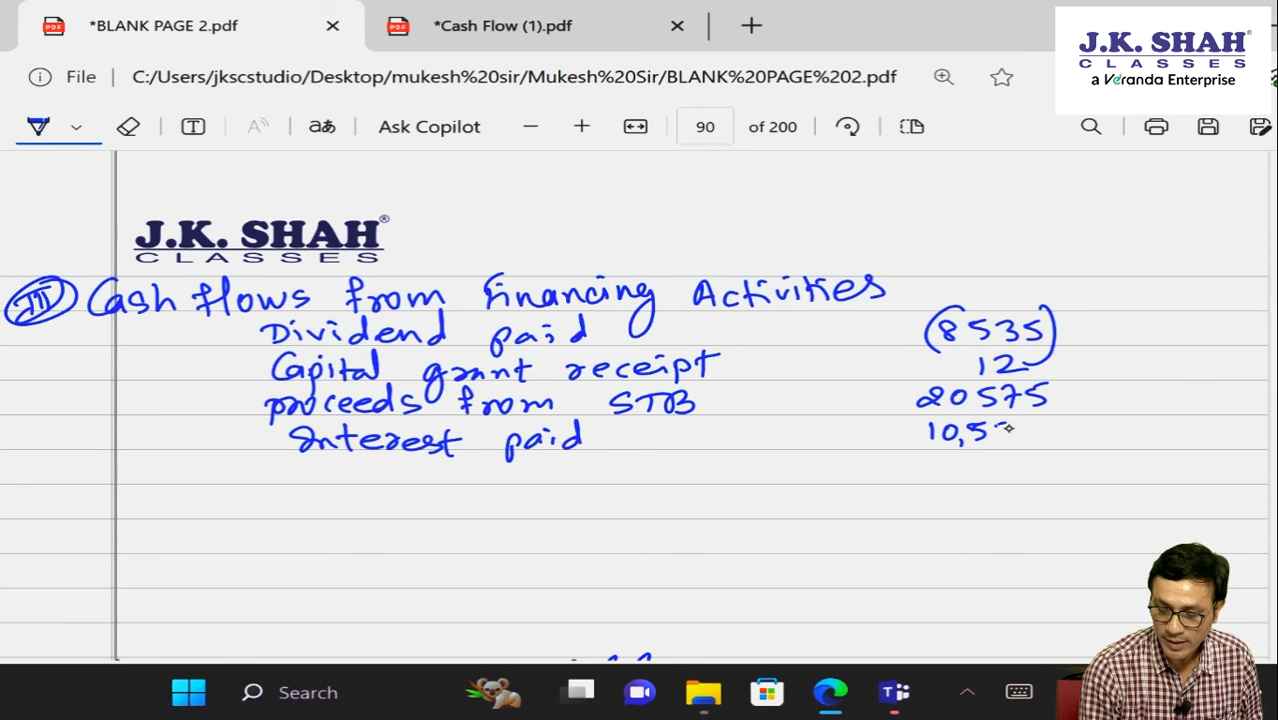 *BLANK PAGE 2.pdf
*Cash Flow (1).pdf
J.K. SHAH®
CLASSES
a Veranda Enterprise
File
C:/Users/jkscstudio/Desktop/mukesh%20sir/Mukesh%20Sir/BLANK%20PAGE%202.pdf
Ask Copilot
90 of 200
J.K. SHAH®
CLASSES
III Cash flows from Financing Activities
Dividend paid (8535)
Capital grant receipt 12
proceeds from STB 20575
Interest paid 10,5
Search